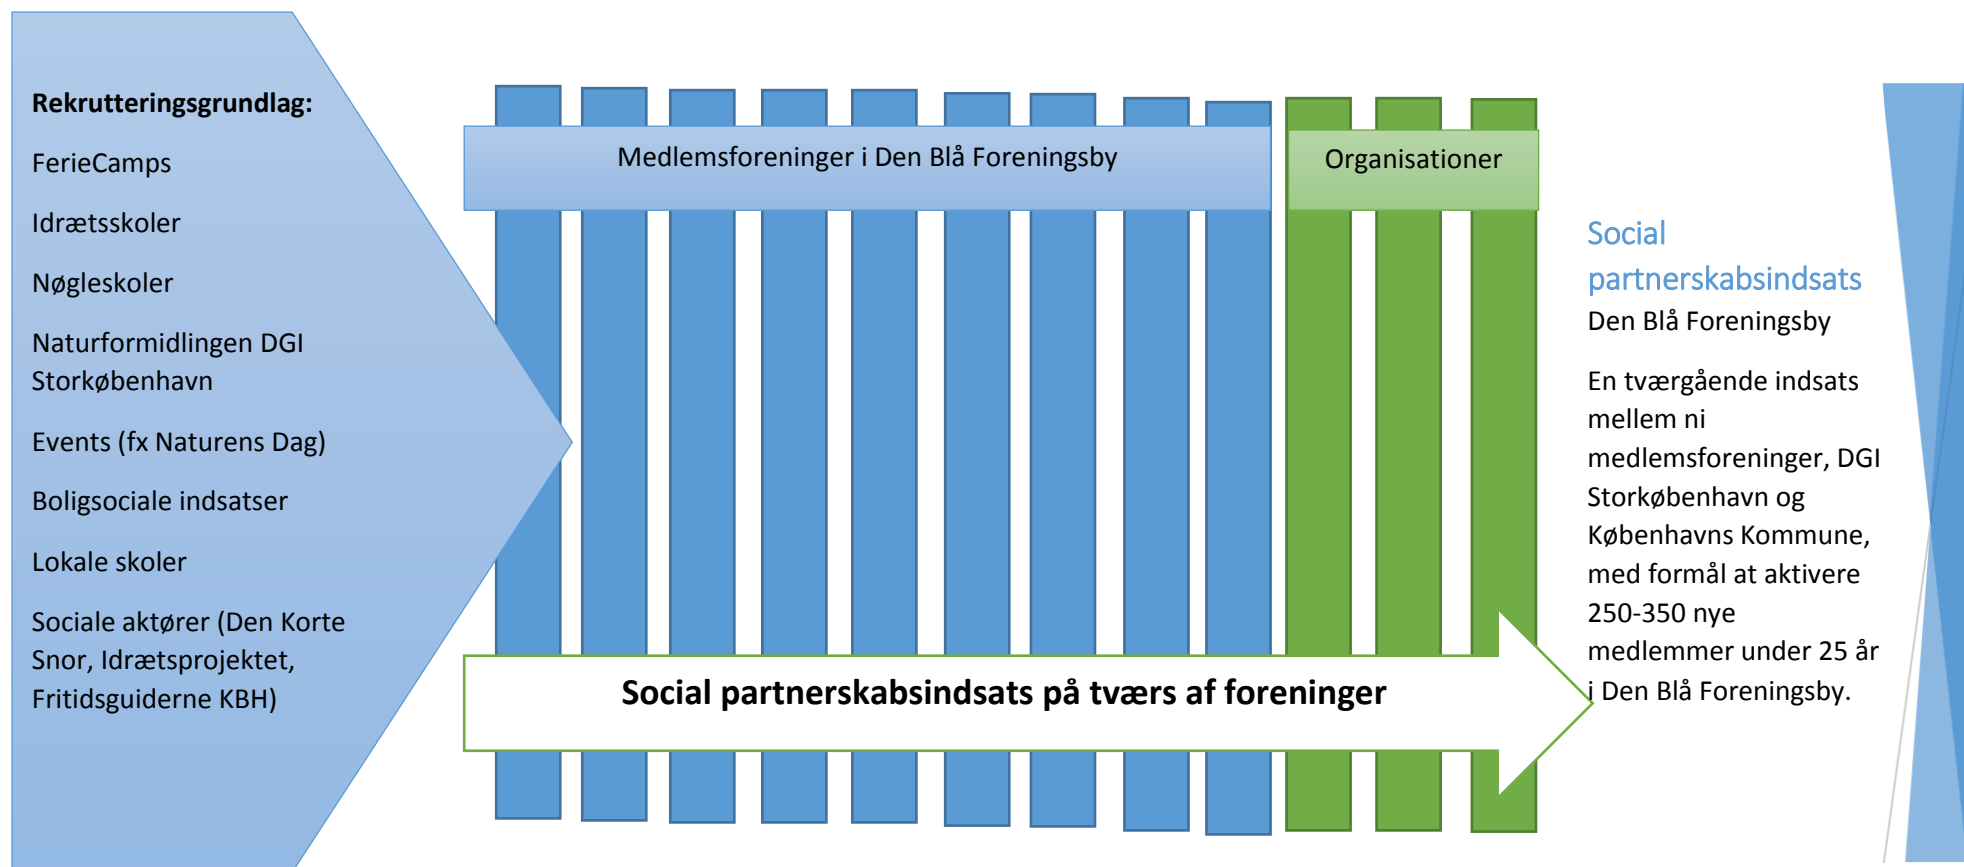 Rekrutteringsgrundlag:
FerieCamps
Idrætsskoler
Nøgleskoler
Naturformidlingen DGI
Storkøbenhavn
Events (fx Naturens Dag)
Boligsociale indsatser
Lokale skoler
Sociale aktører (Den Korte
Snor, Idrætsprojektet,
Fritidsguiderne KBH)
Medlemsforeninger i Den Blå Foreningsby
Organisationer
Social partnerskabsindsats på tværs af foreninger
Social
partnerskabsindsats
Den Blå Foreningsby
En tværgående indsats
mellem ni
medlemsforeninger, DGI
Storkøbenhavn og
Københavns Kommune,
med formål at aktivere
250-350 nye
medlemmer under 25 år
i Den Blå Foreningsby.